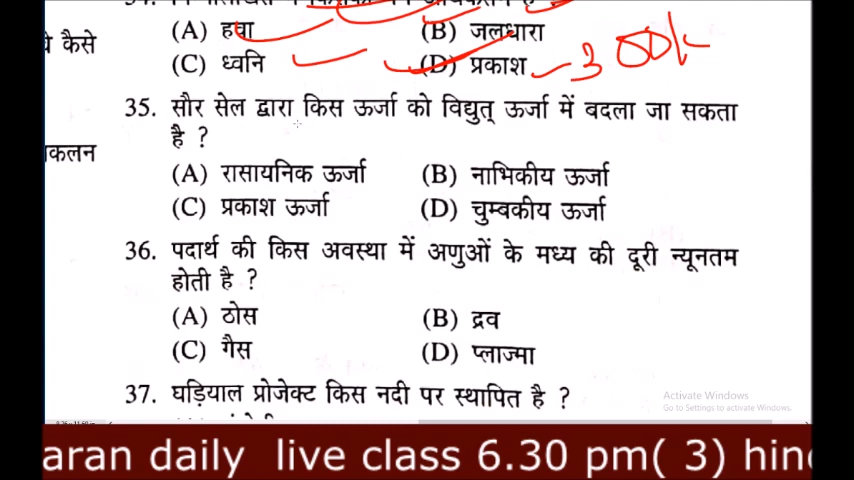 (A) हवा (B) जलधारा
ये कैसे
(C) ध्वनि (D) प्रकाश
35. सौर सेल द्वारा किस ऊर्जा को विद्युत् ऊर्जा में बदला जा सकता
है ?
कलन
(A) रासायनिक ऊर्जा (B) नाभिकीय ऊर्जा
(C) प्रकाश ऊर्जा (D) चुम्बकीय ऊर्जा
36. पदार्थ की किस अवस्था में अणुओं के मध्य की दूरी न्यूनतम
होती है ?
(A) ठोस (B) द्रव
(C) गैस (D) प्लाज्मा
37. घड़ियाल प्रोजेक्ट किस नदी पर स्थापित है ?
Activate Windows
Go to Settings to activate Windows.
aran daily live class 6.30 pm( 3) hin